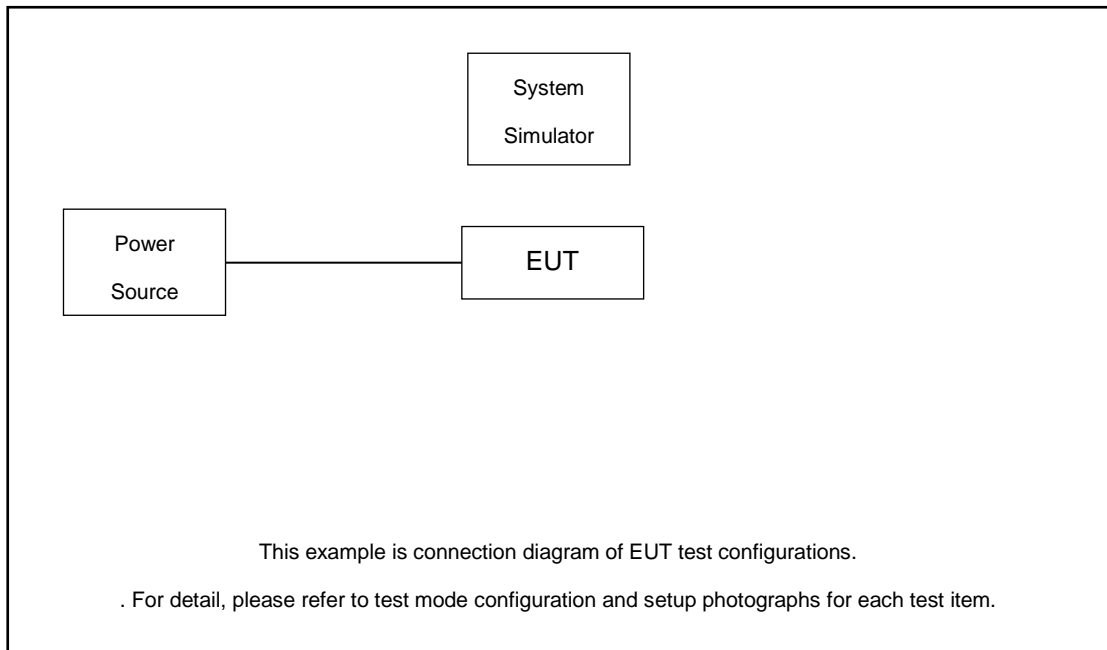 System
Simulator
Power
Source
EUT
This example is connection diagram of EUT test configurations.
. For detail, please refer to test mode configuration and setup photographs for each test item.